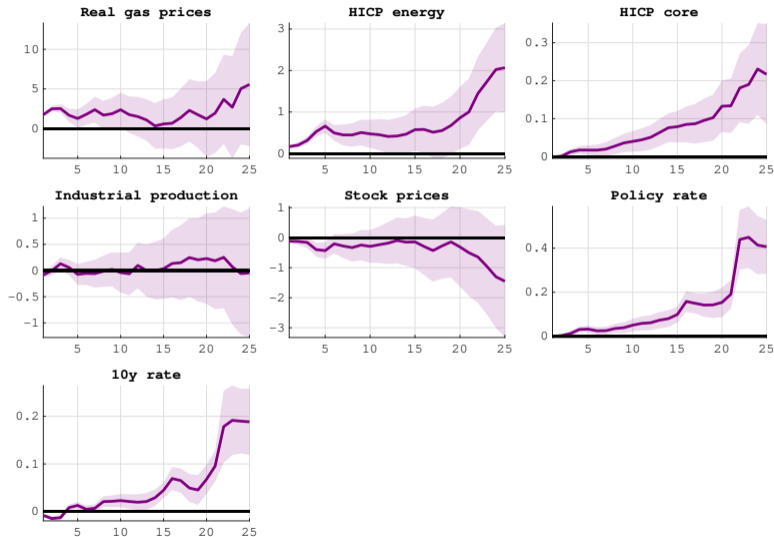 Real gas prices
10
5
0
5 10 15 20 25
HICP energy
3
2
1
0
5 10 15 20 25
HICP core
0.3
0.2
0.1
0
5 10 15 20 25
Industrial production
1
0.5
0
−0.5
−1
5 10 15 20 25
Stock prices
1
0
−1
−2
−3
5 10 15 20 25
Policy rate
0.4
0.2
0
5 10 15 20 25
10y rate
0.2
0.1
0
5 10 15 20 25